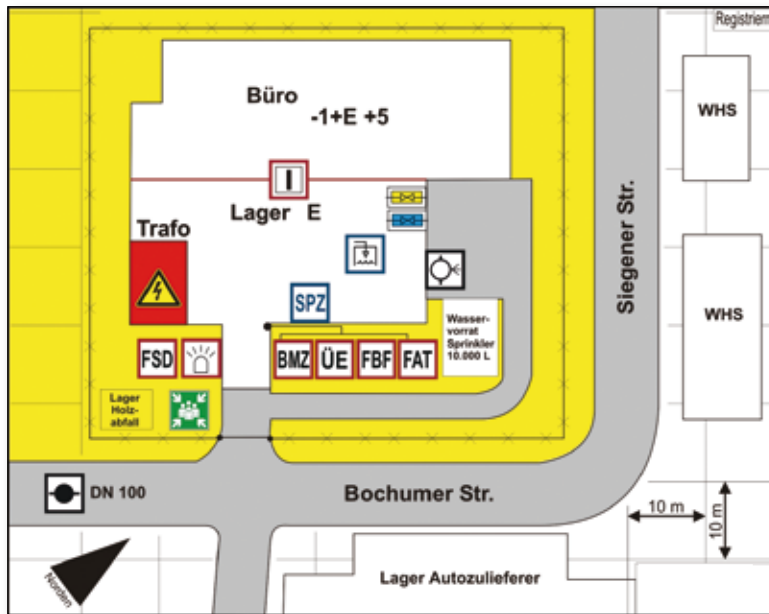 Registriern
Büro
-1+E +5
WHS
Lager E
Trafo
Siegener Str.
SPZ
WHS
Wasser-
vorrat
Sprinkler
10.000 L
FSD
BMZ
ÜE
FBF
FAT
Lager
Holz-
abfall
DN 100
Bochumer Str.
10 m
10 m
Norden
Lager Autozulieferer